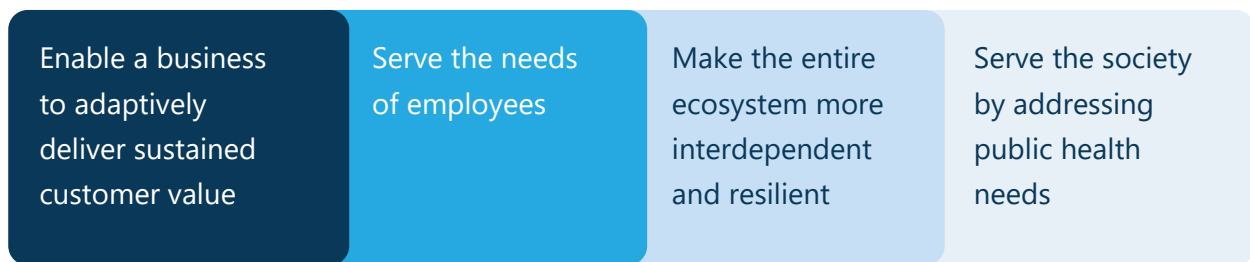 Enable a business
to adaptively
deliver sustained
customer value
Serve the needs
of employees
Make the entire
ecosystem more
interdependent
and resilient
Serve the society
by addressing
public health
needs